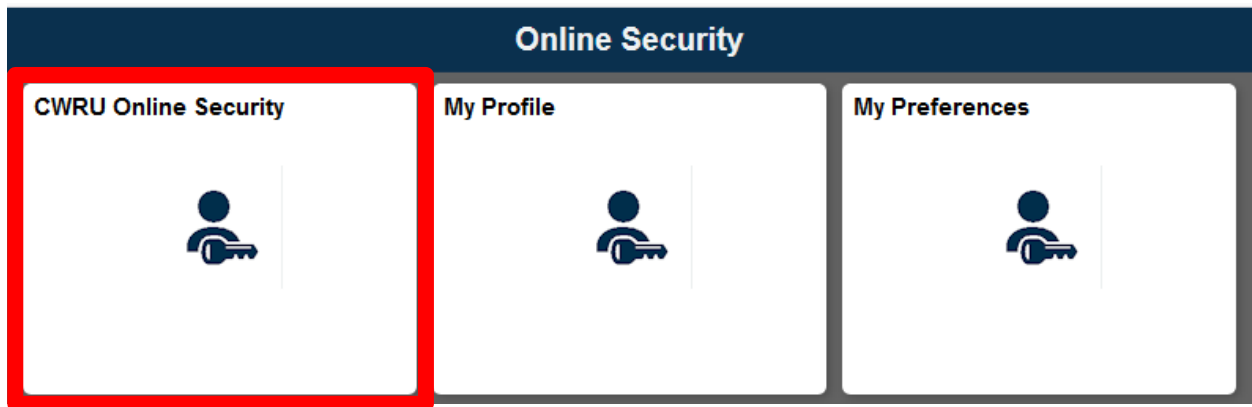 Online Security
CWRU Online Security
My Profile
My Preferences